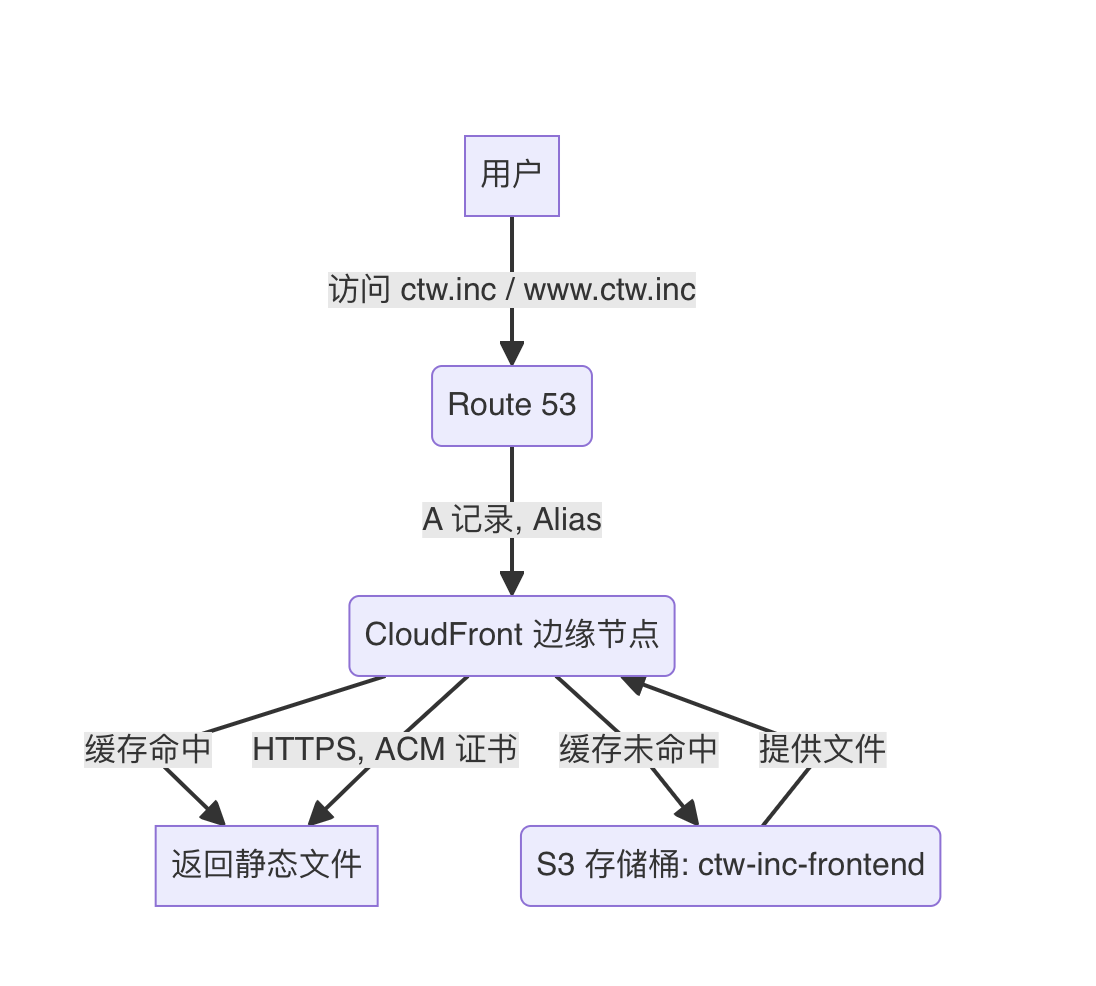 用户
访问 ctw.inc / www.ctw.inc
Route 53
A 记录, Alias
CloudFront 边缘节点
缓存命中
HTTPS, ACM 证书
缓存未命中
提供文件
返回静态文件
S3 存储桶: ctw-inc-frontend